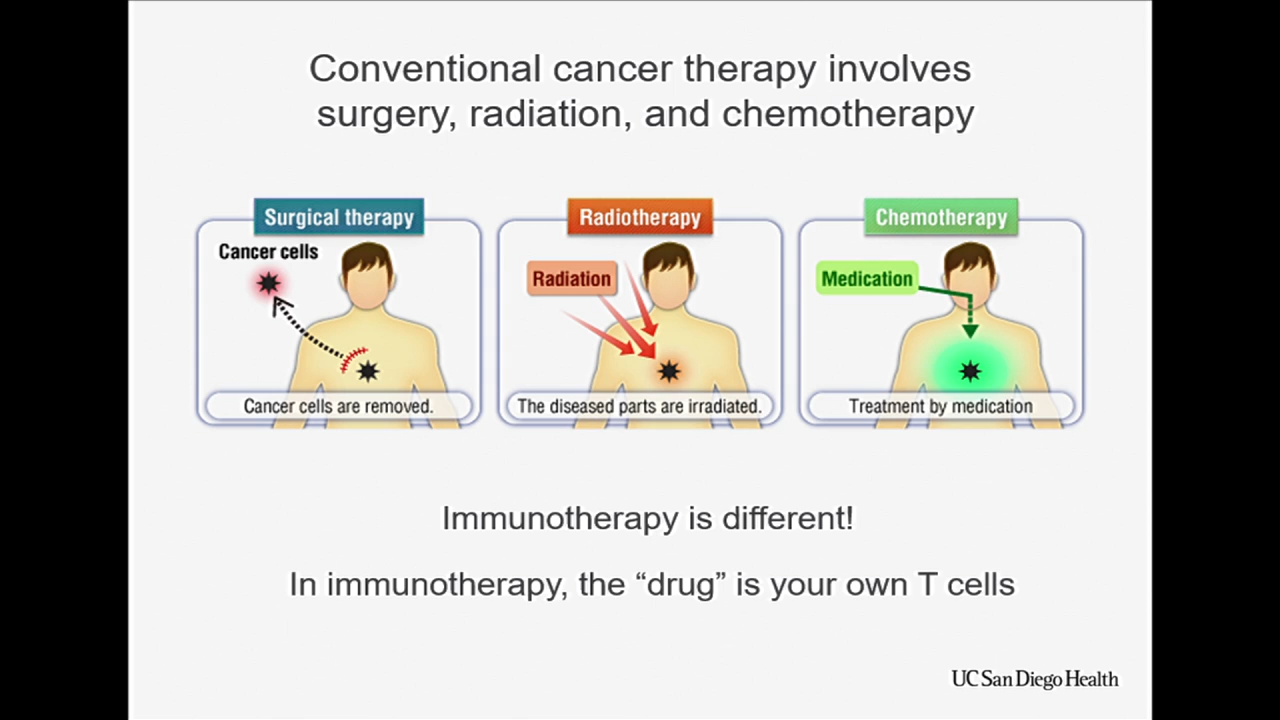 Conventional cancer therapy involves
surgery, radiation, and chemotherapy
Surgical therapy
Cancer cells
Cancer cells are removed.
Radiotherapy
Radiation
The diseased parts are irradiated.
Chemotherapy
Medication
Treatment by medication
Immunotherapy is different!
In immunotherapy, the “drug” is your own T cells
UC San Diego Health